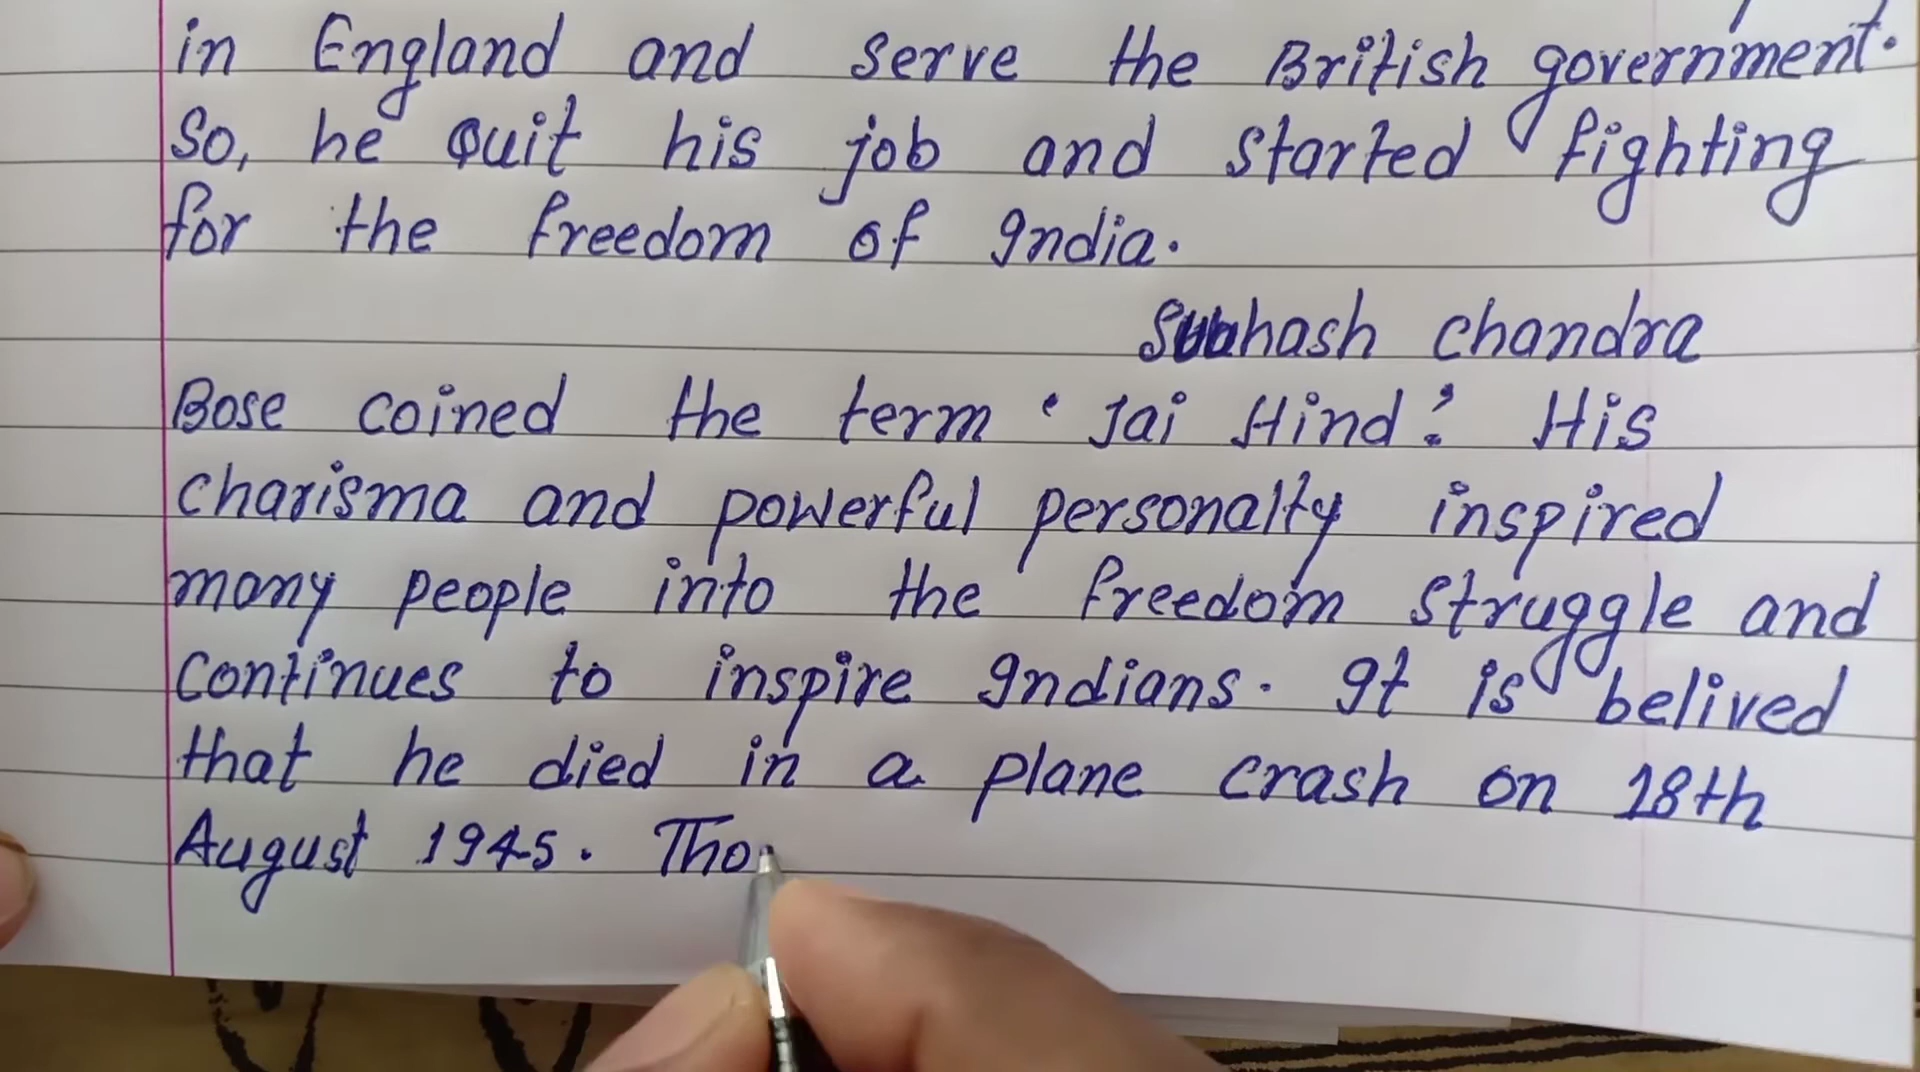 in England and serve the British government.
So, he quit his job and started fighting
for the freedom of India.
Subhash chandra
Bose coined the term 'Jai Hind'. His
charisma and powerful personalty inspired
many people into the freedom struggle and
continues to inspire Indians. It is belived
that he died in a plane crash on 18th
August 1945. Tho